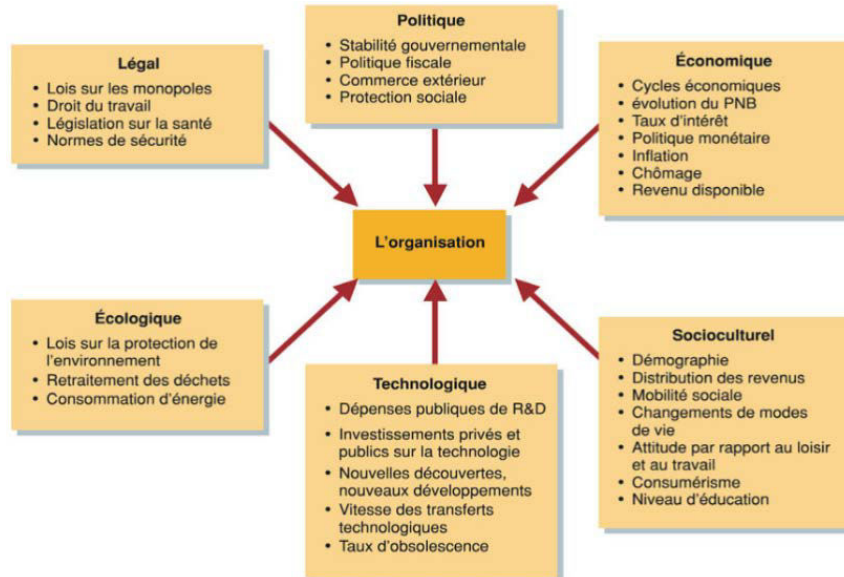 Politique
• Stabilité gouvernementale
• Politique fiscale
• Commerce extérieur
• Protection sociale
Légal
• Lois sur les monopoles
• Droit du travail
• Législation sur la santé
• Normes de sécurité
Économique
• Cycles économiques
• évolution du PNB
• Taux d'intérêt
• Politique monétaire
• Inflation
• Chômage
• Revenu disponible
L'organisation
Écologique
• Lois sur la protection de
l'environnement
• Retraitement des déchets
• Consommation d'énergie
Technologique
• Dépenses publiques de R&D
• Investissements privés et
publics sur la technologie
• Nouvelles découvertes,
nouveaux développements
• Vitesse des transferts
technologiques
• Taux d'obsolescence
Socioculturel
• Démographie
• Distribution des revenus
• Mobilité sociale
• Changements de modes
de vie
• Attitude par rapport au loisir
et au travail
• Consumérisme
• Niveau d'éducation